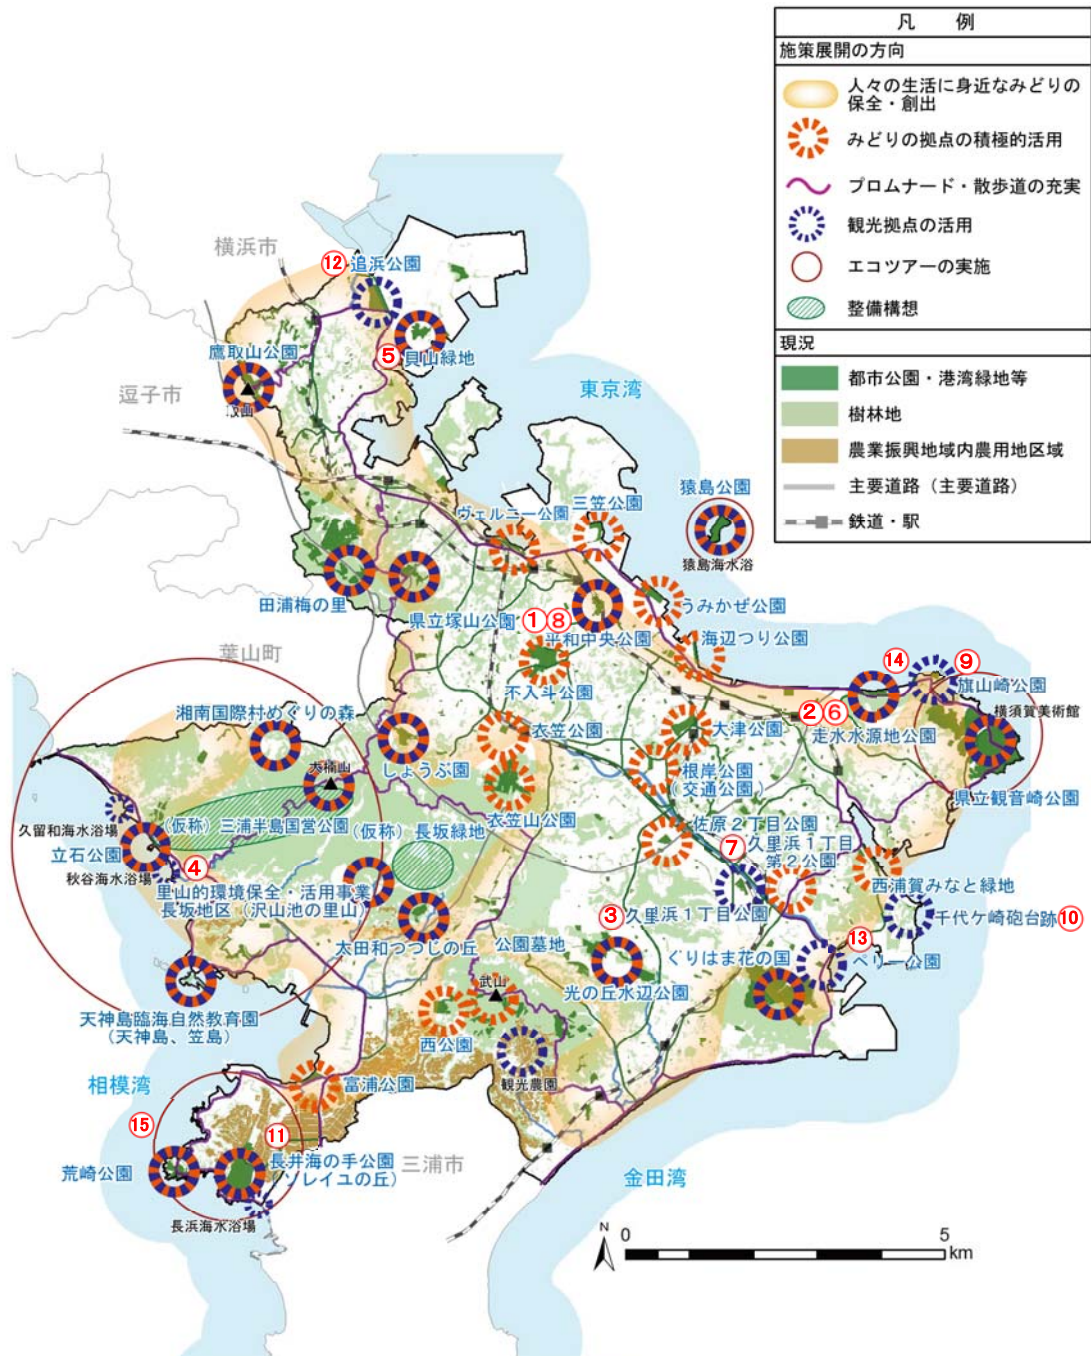 凡 例
施策展開の方向
人々の生活に身近なみどりの
保全・創出
みどりの拠点の積極的活用
プロムナード・散歩道の充実
観光拠点の活用
エコツアーの実施
整備構想
現況
都市公園・港湾緑地等
樹林地
農業振興地域内農用地区域
主要道路（主要道路）
鉄道・駅
横浜市
⑫追浜公園
⑤貝山緑地
鷹取山公園
逗子市
東京湾
猿島公園
猿島海水浴
三笠公園
ヴェルニー公園
田浦梅の里
県立塚山公園
①⑧
平和中央公園
うみかぜ公園
海辺つり公園
不入斗公園
葉山町
⑭
⑨
旗山崎公園
横須賀美術館
②⑥
走水水源地公園
県立観音崎公園
湘南国際村めぐりの森
大楠山
しょうぶ園
衣笠公園
大津公園
根岸公園
（交通公園）
衣笠山公園
久留和海水浴場
立石公園
秋谷海水浴場
（仮称）三浦半島国営公園
（仮称）長坂緑地
④
里山的環境保全・活用事業
長坂地区（沢山池の里山）
佐原２丁目公園
⑦
久里浜１丁目
第２公園
西浦賀みなと緑地
千代ケ崎砲台跡⑩
③久里浜１丁目公園
太田和つつじの丘
公園墓地
⑬
ペリー公園
くりはま花の国
光の丘水辺公園
武山
天神島臨海自然教育園
（天神島、笠島）
西公園
観光農園
相模湾
富浦公園
⑮
⑪
荒崎公園
長井海の手公園
（ソレイユの丘）
長浜海水浴場
三浦市
金田湾
N
0 5
km